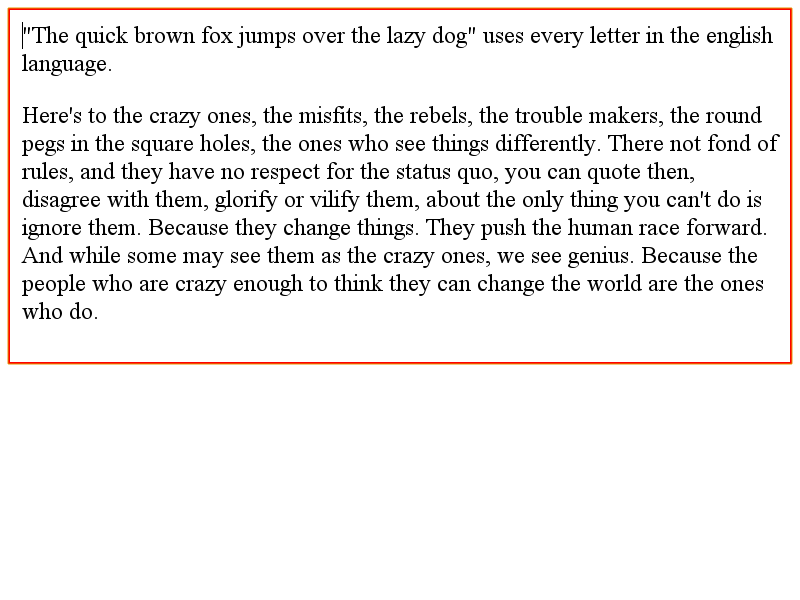 "The quick brown fox jumps over the lazy dog" uses every letter in the english
language.
Here's to the crazy ones, the misfits, the rebels, the trouble makers, the round
pegs in the square holes, the ones who see things differently. There not fond of
rules, and they have no respect for the status quo, you can quote then,
disagree with them, glorify or vilify them, about the only thing you can't do is
ignore them. Because they change things. They push the human race forward.
And while some may see them as the crazy ones, we see genius. Because the
people who are crazy enough to think they can change the world are the ones
who do.